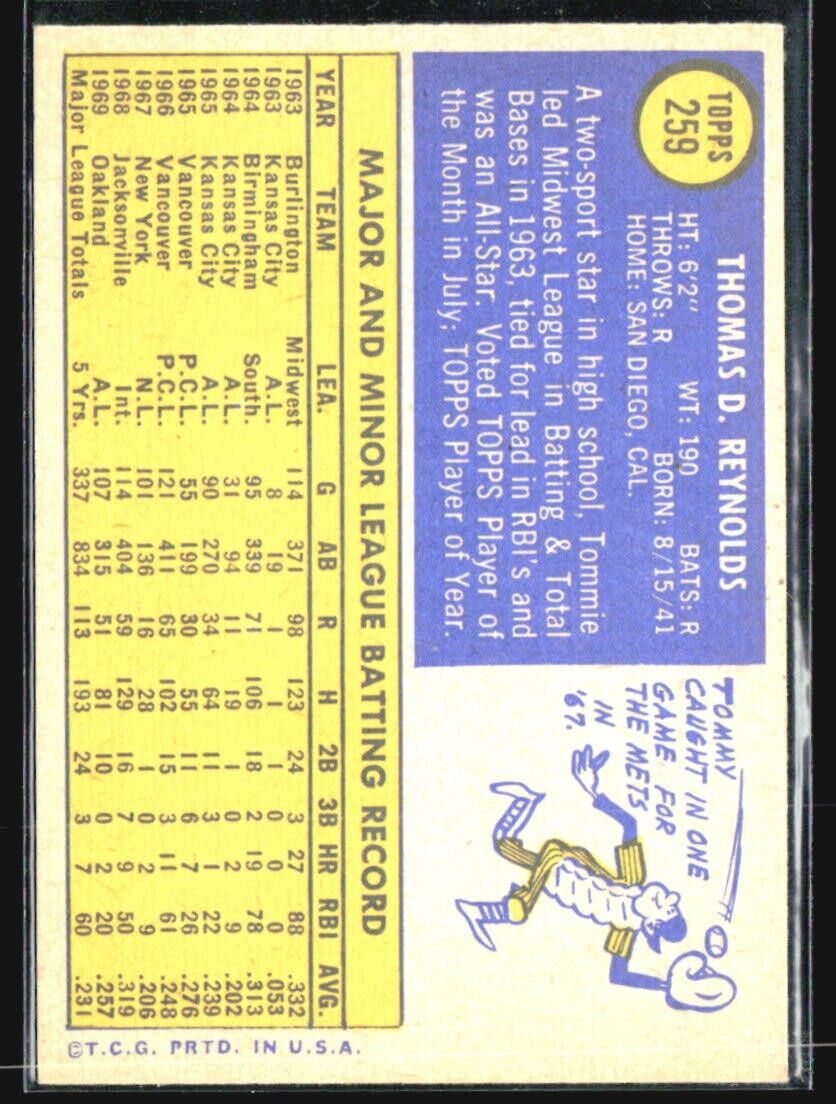 TOPPS
259
THOMAS D. REYNOLDS
HT: 6'2" WT: 190 BATS: R
THROWS: R BORN: 8/15/41
HOME: SAN DIEGO, CAL.
A two-sport star in high school, Tommie
led Midwest League in Batting & Total
Bases in 1963, tied for lead in RBI's and
was an All-Star. Voted TOPPS Player of
the Month in July; TOPPS Player of Year.
TOMMY
CAUGHT IN ONE
GAME FOR
THE METS
IN
'67.
MAJOR AND MINOR LEAGUE BATTING RECORD
YEAR TEAM LEA. G AB R H 2B 3B HR RBI AVG.
1963 Burlington Midwest 114 371 98 123 24 3 27 88 .332
1963 Kansas City A.L. 8 19 1 1 1 0 0 0 .053
1964 Birmingham South. 95 339 71 106 18 2 19 78 .313
1964 Kansas City A.L. 31 94 11 19 1 0 2 9 .202
1965 Kansas City A.L. 90 270 34 64 11 3 1 22 .239
1965 Vancouver P.C.L. 55 199 30 55 11 6 7 26 .276
1966 Vancouver P.C.L. 121 411 65 102 15 3 11 61 .248
1967 New York N.L. 101 136 16 28 1 0 2 9 .206
1968 Jacksonville Int. 114 404 59 129 16 7 9 50 .319
1969 Oakland A.L. 107 315 51 81 10 0 2 20 .257
Major League Totals 5 Yrs. 337 834 113 193 24 3 7 60 .231
©T.C.G. PRTD. IN U.S.A.